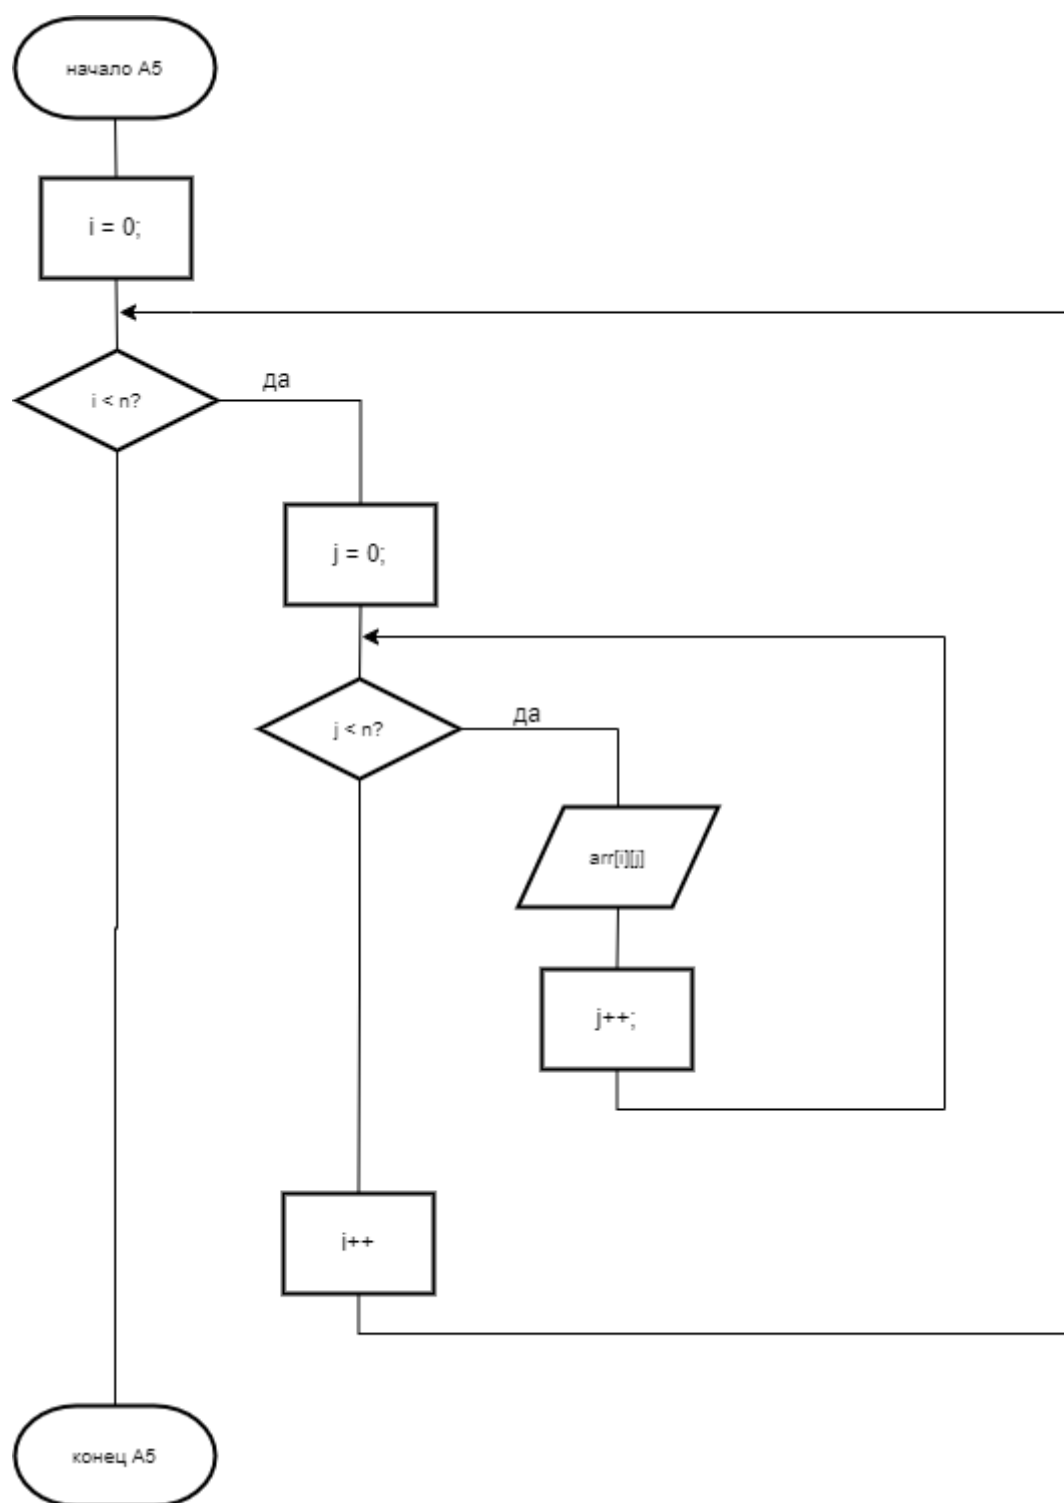 начало А5
i = 0;
да
i < n?
j = 0;
да
j < n?
arr[i][j]
j++;
i++
конец А5